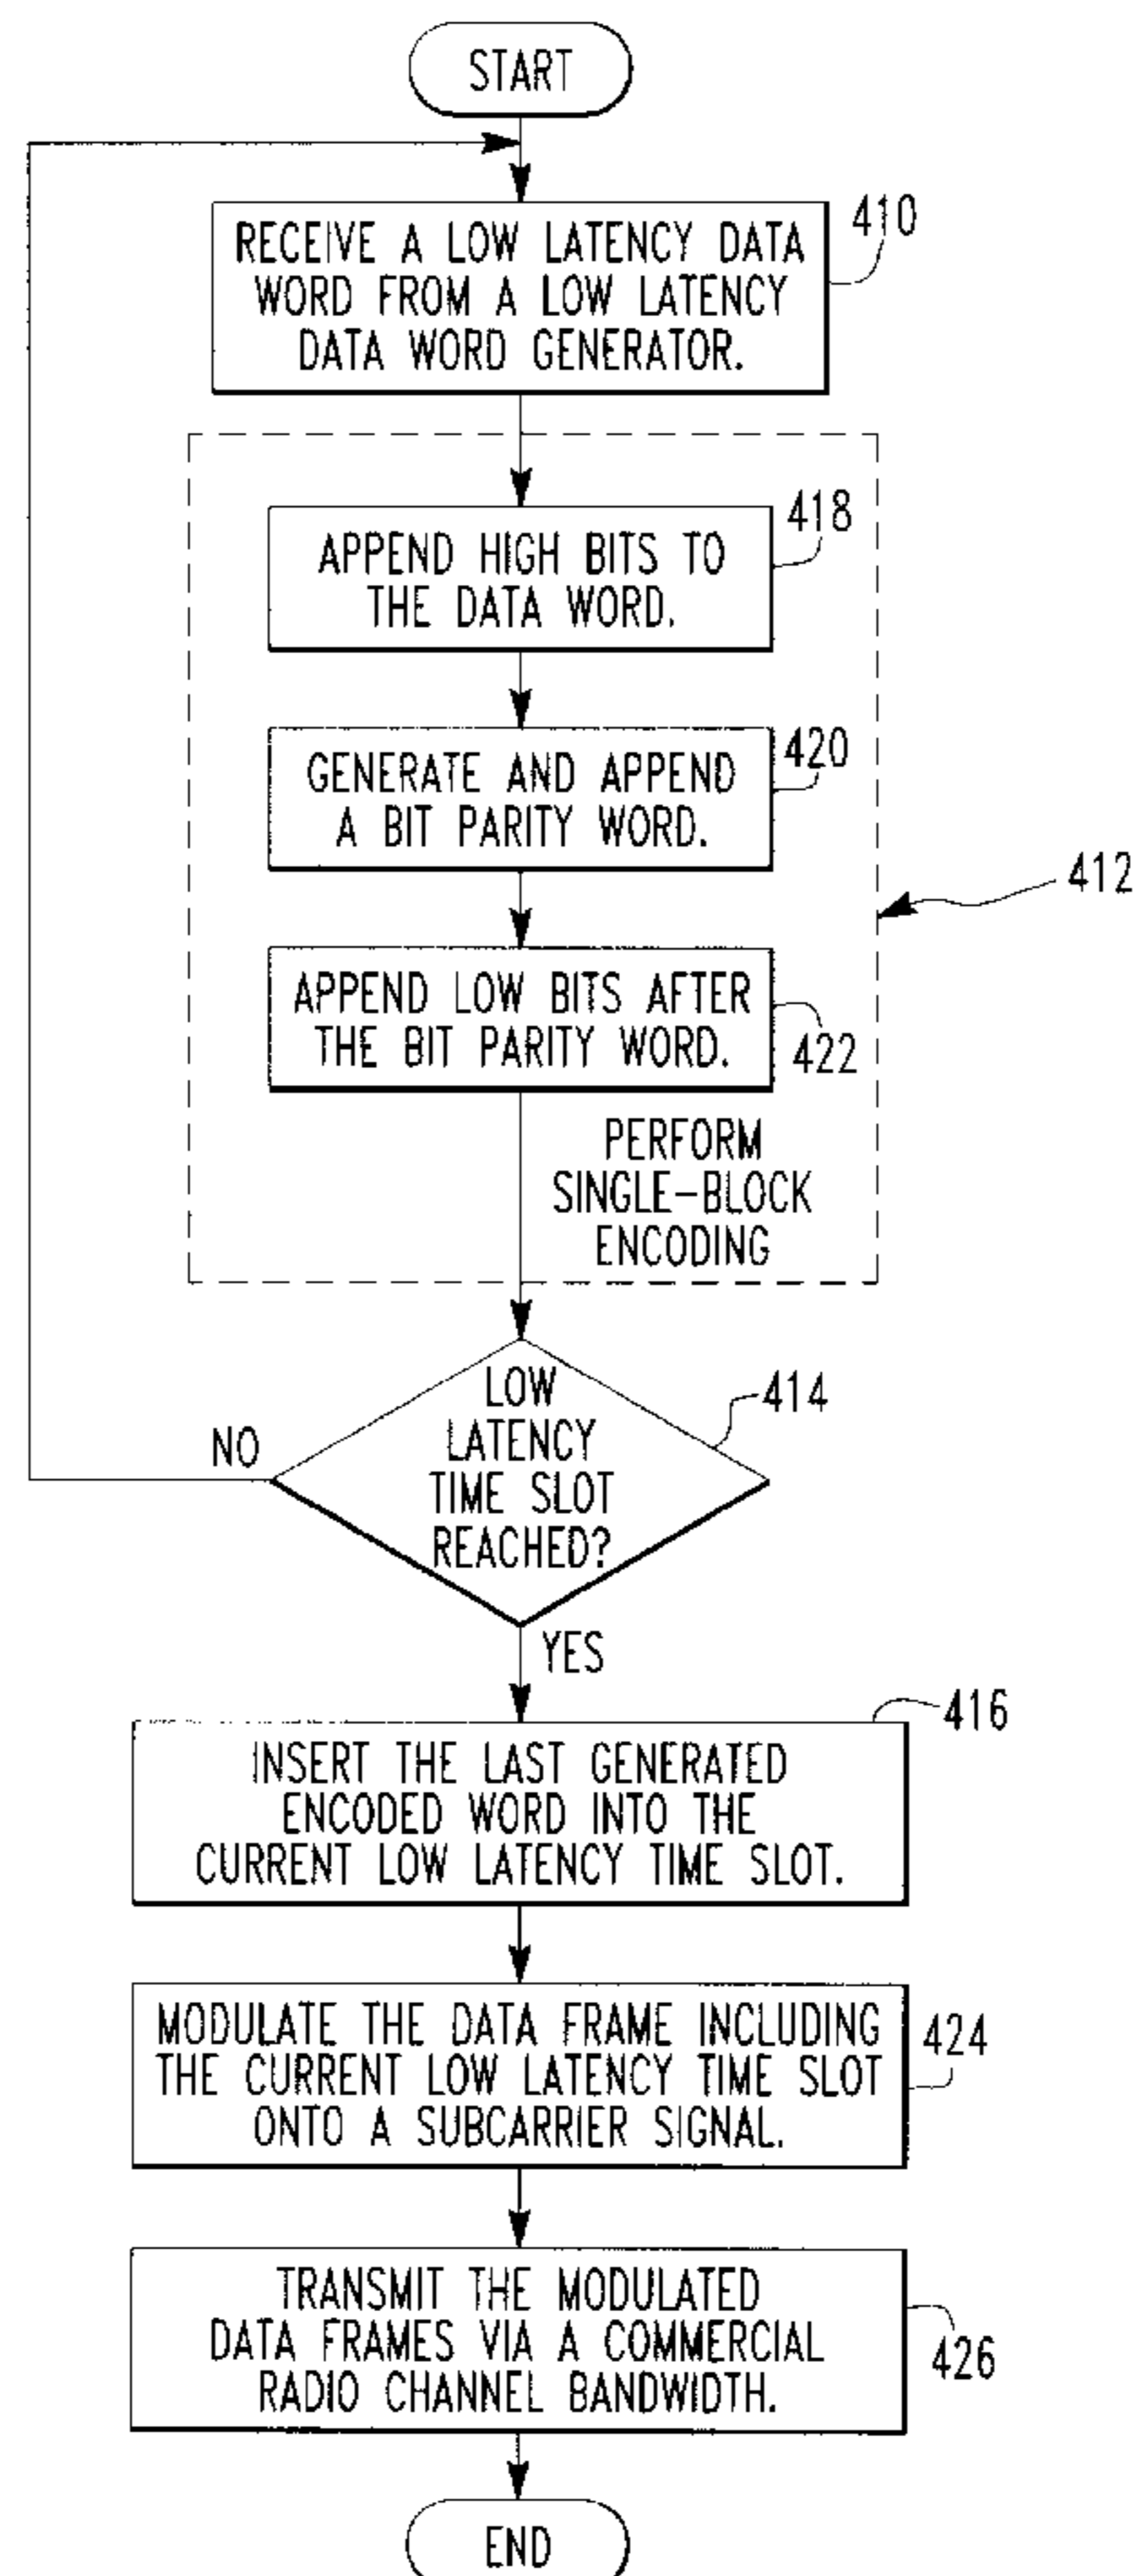 START
410
RECEIVE A LOW LATENCY DATA
WORD FROM A LOW LATENCY
DATA WORD GENERATOR.
418
APPEND HIGH BITS TO
THE DATA WORD.
420
GENERATE AND APPEND
A BIT PARITY WORD.
412
APPEND LOW BITS AFTER
THE BIT PARITY WORD.
422
PERFORM
SINGLE-BLOCK
ENCODING
414
LOW
LATENCY
TIME SLOT
REACHED?
NO
YES
416
INSERT THE LAST GENERATED
ENCODED WORD INTO THE
CURRENT LOW LATENCY TIME SLOT.
MODULATE THE DATA FRAME INCLUDING
THE CURRENT LOW LATENCY TIME SLOT
ONTO A SUBCARRIER SIGNAL.
424
TRANSMIT THE MODULATED
DATA FRAMES VIA A COMMERCIAL
RADIO CHANNEL BANDWIDTH.
426
END